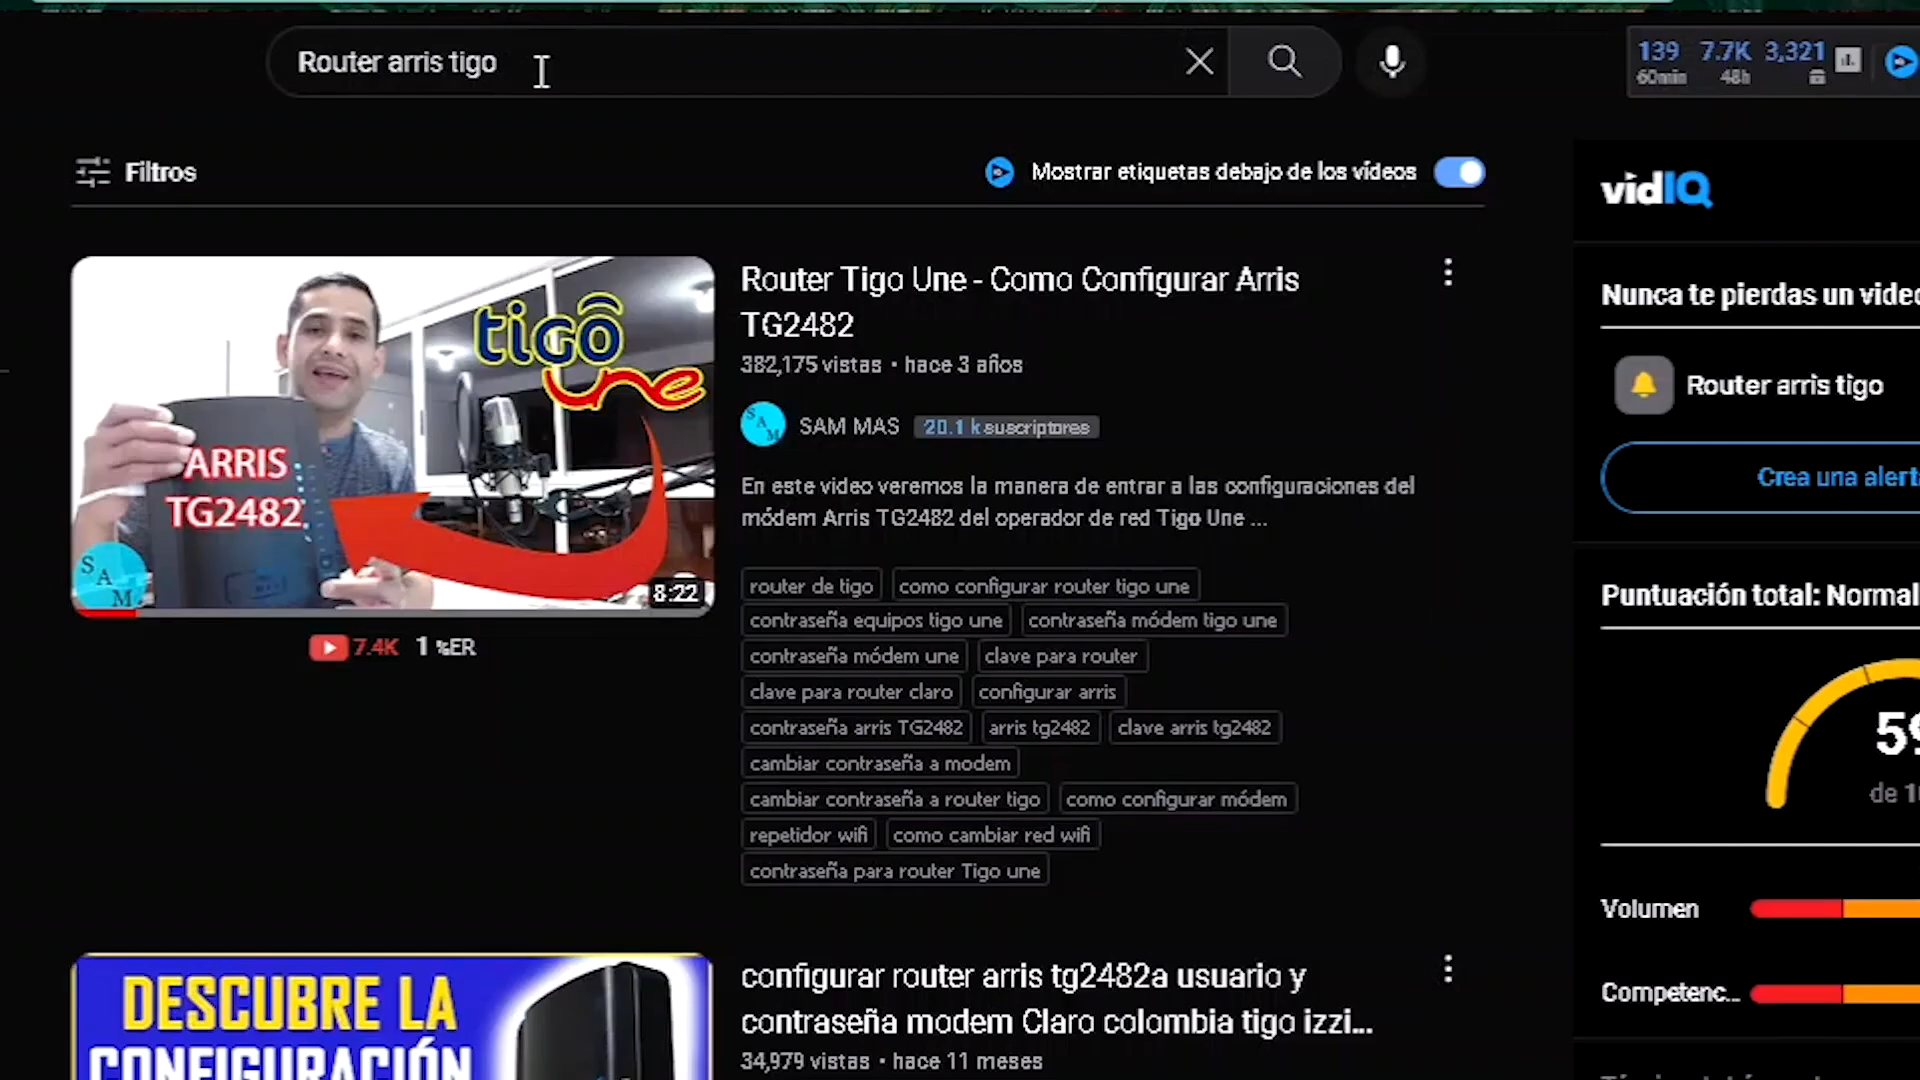 Router arris tigo
139 7.7K 3,321
60min 48h
Filtros
Mostrar etiquetas debajo de los vídeos
vidIQ
Nunca te pierdas un video
Router arris tigo
Crea una alerta
Puntuación total: Normal
59
Volumen
Competenc...
tigo
une
ARRIS
TG2482
SAM
8:22
7.4K 1 %ER
Router Tigo Une - Como Configurar Arris
TG2482
382,175 vistas • hace 3 años
SAM
SAM MAS 20.1 k suscriptores
En este video veremos la manera de entrar a las configuraciones del
módem Arris TG2482 del operador de red Tigo Une ...
router de tigo como configurar router tigo une
contraseña equipos tigo une contraseña módem tigo une
contraseña módem une clave para router
clave para router claro configurar arris
contraseña arris TG2482 arris tg2482 clave arris tg2482
cambiar contraseña a modem
cambiar contraseña a router tigo como configurar módem
repetidor wifi como cambiar red wifi
contraseña para router Tigo une
DESCUBRE LA
CONFIGURACIÓN
configurar router arris tg2482a usuario y
contraseña modem Claro colombia tigo izzi...
34,979 vistas • hace 11 meses